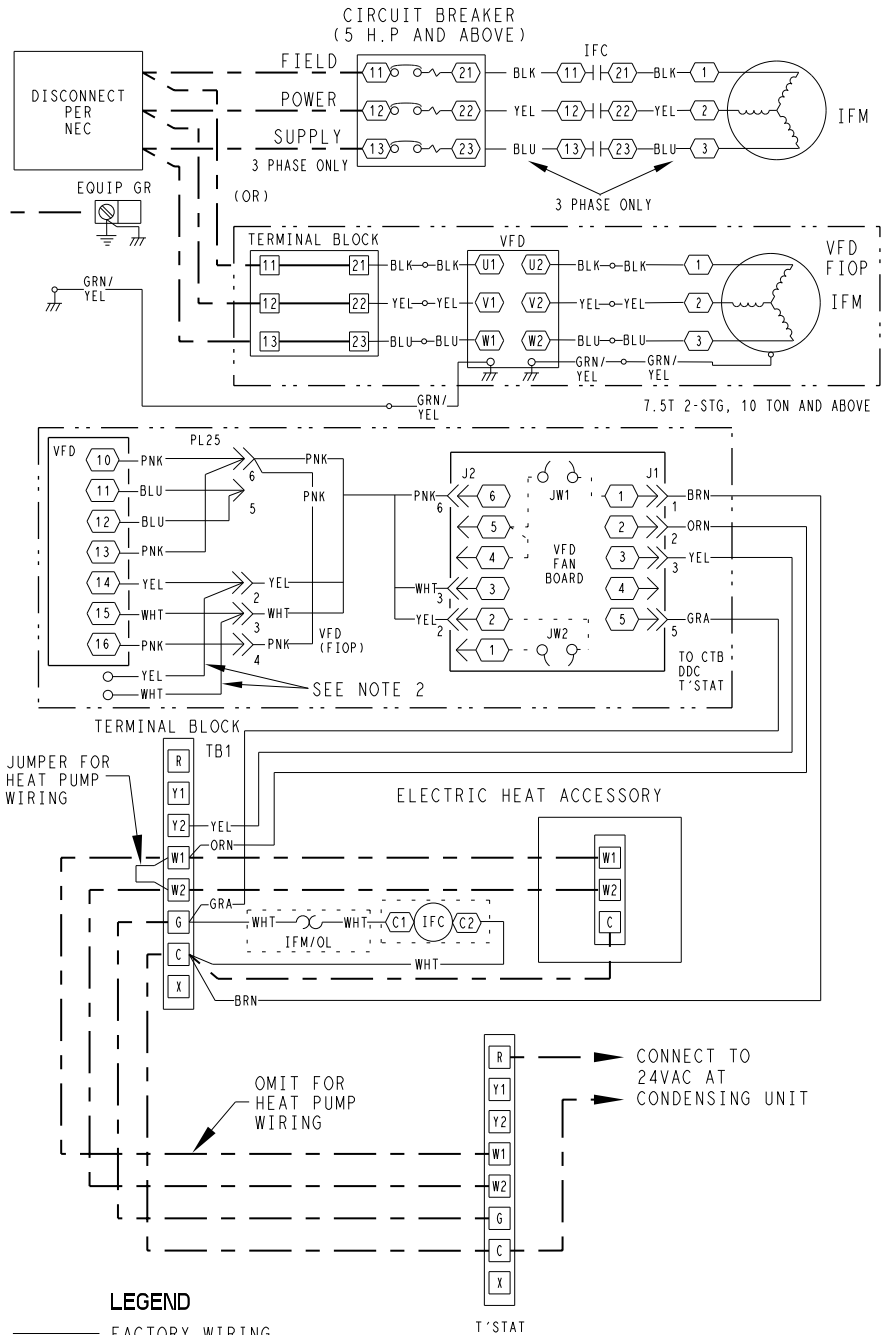 CIRCUIT BREAKER
(5 H.P AND ABOVE)
DISCONNECT
PER
NEC
FIELD
POWER
SUPPLY
3 PHASE ONLY
11 21 BLK 11 21 BLK 1
12 22 YEL 12 22 YEL 2
13 23 BLU 13 23 BLU 3
IFC
IFM
3 PHASE ONLY
EQUIP GR
(OR)
GRN/
YEL
TERMINAL BLOCK
VFD
VFD
FIOP
11 21 BLK BLK U1 U2 BLK BLK 1
12 22 YEL YEL V1 V2 YEL YEL 2
13 23 BLU BLU W1 W2 BLU BLU 3
IFM
GRN/
YEL
GRN/
YEL
GRN/
YEL
7.5T 2-STG, 10 TON AND ABOVE
VFD
PL25
10 PNK 6 PNK
11 BLU 5 PNK
12 BLU
13 PNK
14 YEL 2 YEL
15 WHT 3 WHT
16 PNK 4 PNK
VFD
(FIOP)
YEL
WHT
SEE NOTE 2
J2
J1
JW1
PNK 6 6
5
4
WHT 3 3
YEL 2 2
1
VFD
FAN
BOARD
JW2
1 1 BRN
2 2 ORN
3 3 YEL
4
5 5 GRA
TO CTB
DDC
T'STAT
TERMINAL BLOCK
TB1
JUMPER FOR
HEAT PUMP
WIRING
R
Y1
Y2 YEL
W1 ORN
W2
G GRA
C
X
WHT WHT C1 IFC C2
IFM/OL
WHT
BRN
ELECTRIC HEAT ACCESSORY
W1
W2
C
OMIT FOR
HEAT PUMP
WIRING
R
Y1
Y2
W1
W2
G
C
X
CONNECT TO
24VAC AT
CONDENSING UNIT
T'STAT
LEGEND
FACTORY WIRING